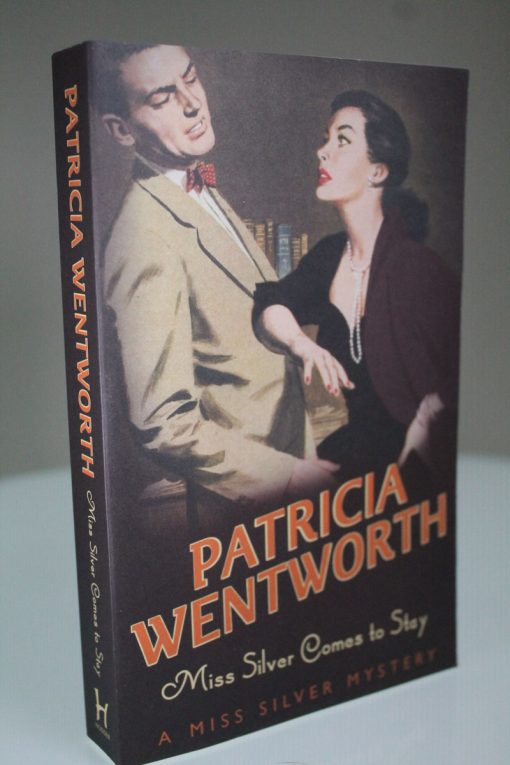 PATRICIA WENTWORTH
Miss Silver Comes to Stay
H
PATRICIA
WENTWORTH
Miss Silver Comes to Stay
A MISS SILVER MYSTERY